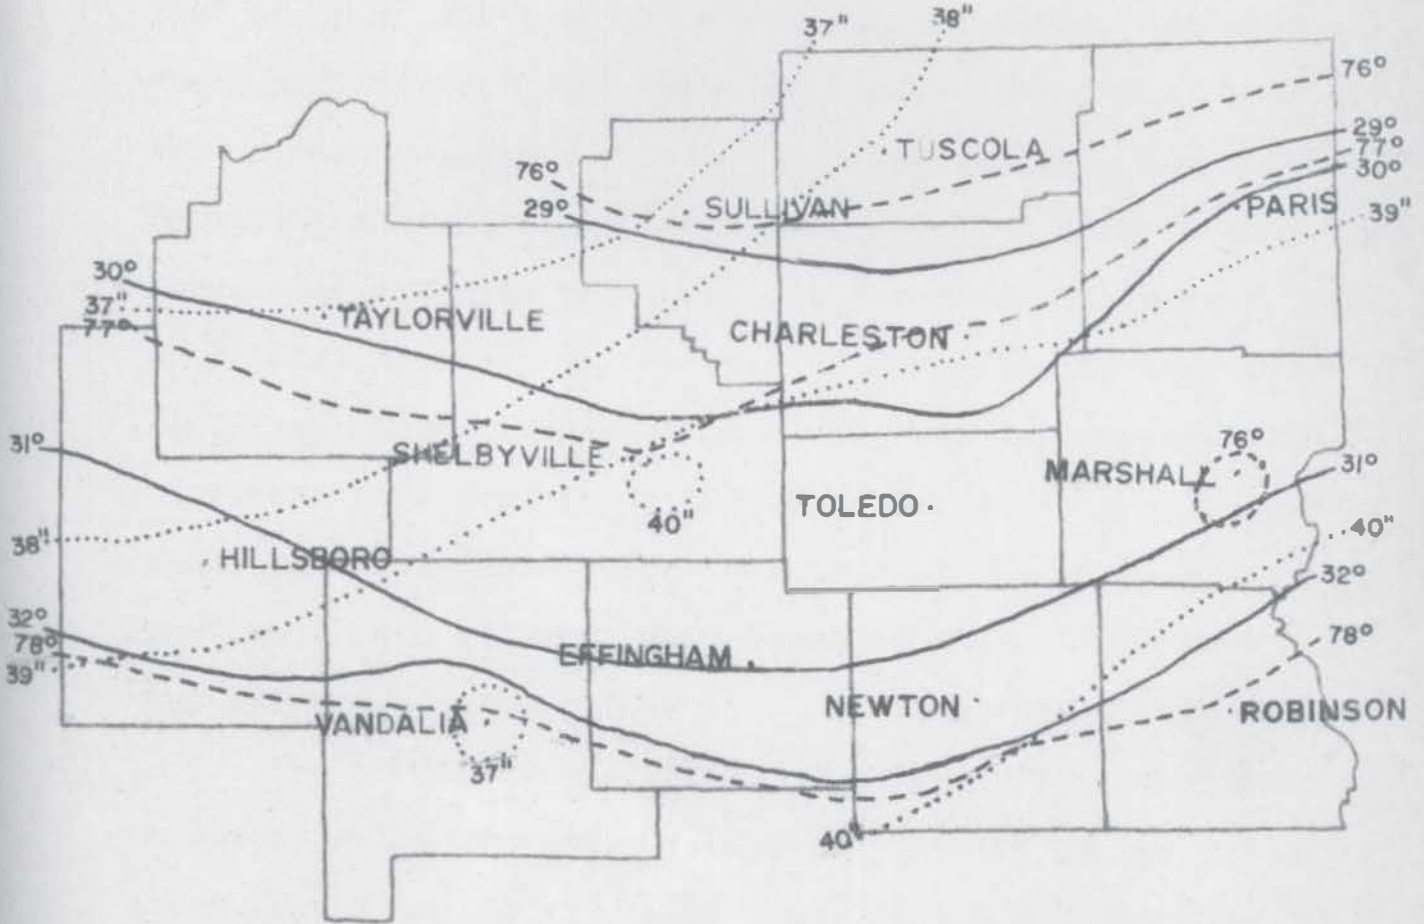 37"
38"
76°
TUSCOLA
29°
77°
30°
76°
29°
SULLIVAN
PARIS
39"
30°
37"
77°
TAYLORVILLE
CHARLESTON
31°
SHELBYVILLE
76°
31°
MARSHALL
40"
TOLEDO
38"
HILLSBORO
40"
32°
32°
78°
39"
78°
EFFINGHAM
VANDALIA
NEWTON
ROBINSON
37"
40"